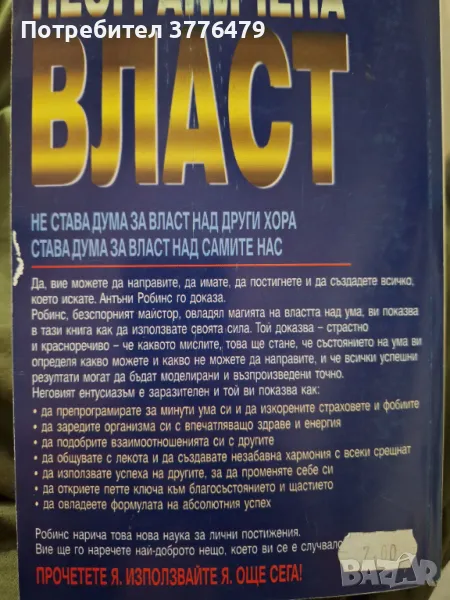 НЕОГРАНИЧЕНА
Потребител 3776479
ВЛАСТ
НЕ СТАВА ДУМА ЗА ВЛАСТ НАД ДРУГИ ХОРА
СТАВА ДУМА ЗА ВЛАСТ НАД САМИТЕ НАС
Да, вие можете да направите, да имате, да постигнете и да създадете всичко,
което искате. Антъни Робинс го доказа.
Робинс, безспорният майстор, овладял магията на властта над ума, ви показва
в тази книга как да използвате своята сила. Той доказва – страстно
и красноречиво – че каквото мислите, това ще стане, че състоянието на ума ви
определя какво можете и какво не можете да направите, и че всички успешни
резултати могат да бъдат моделирани и възпроизведени точно.
Неговият ентусиазъм е заразителен и той ви показва как:
• да препрограмирате за минути ума си и да изкорените страховете и фобиите
• да заредите организма си с впечатляващо здраве и енергия
• да подобрите взаимоотношенията си с другите
• да общувате с лекота и да създавате незабавна хармония с всеки срещнат
• да използвате успеха на другите, за да променяте себе си
• да откриете петте ключа към благосъстоянието и щастието
• да овладеете формулата на абсолютния успех
Робинс нарича това нова наука за лични постижения.
Вие ще го наречете най-доброто нещо, което ви се е случвало
ПРОЧЕТЕТЕ Я. ИЗПОЛЗВАЙТЕ Я. ОЩЕ СЕГА!
bazar